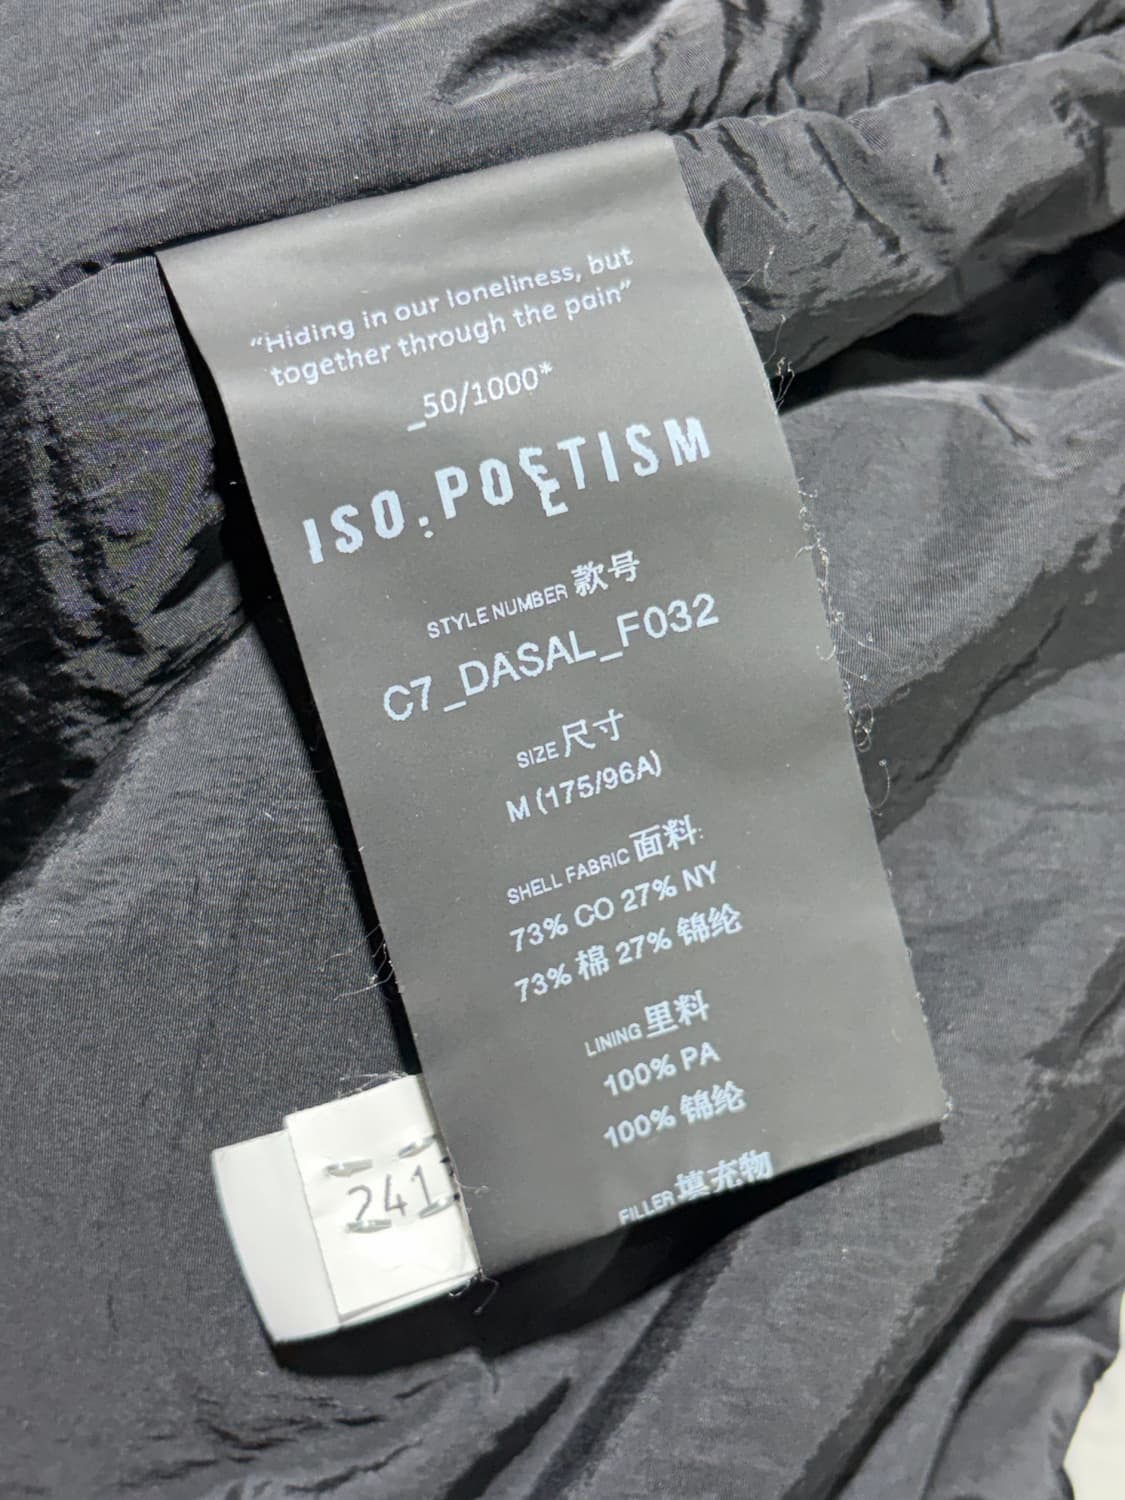 “Hiding in our loneliness, but
together through the pain”
_50/1000*
ISO.POETISM
STYLE NUMBER 款号
C7_DASAL_F032
SIZE 尺寸
M (175/96A)
SHELL FABRIC 面料:
73% CO 27% NY
73% 棉 27% 锦纶
LINING 里料
100% PA
100% 锦纶
FILLER 填充物
241